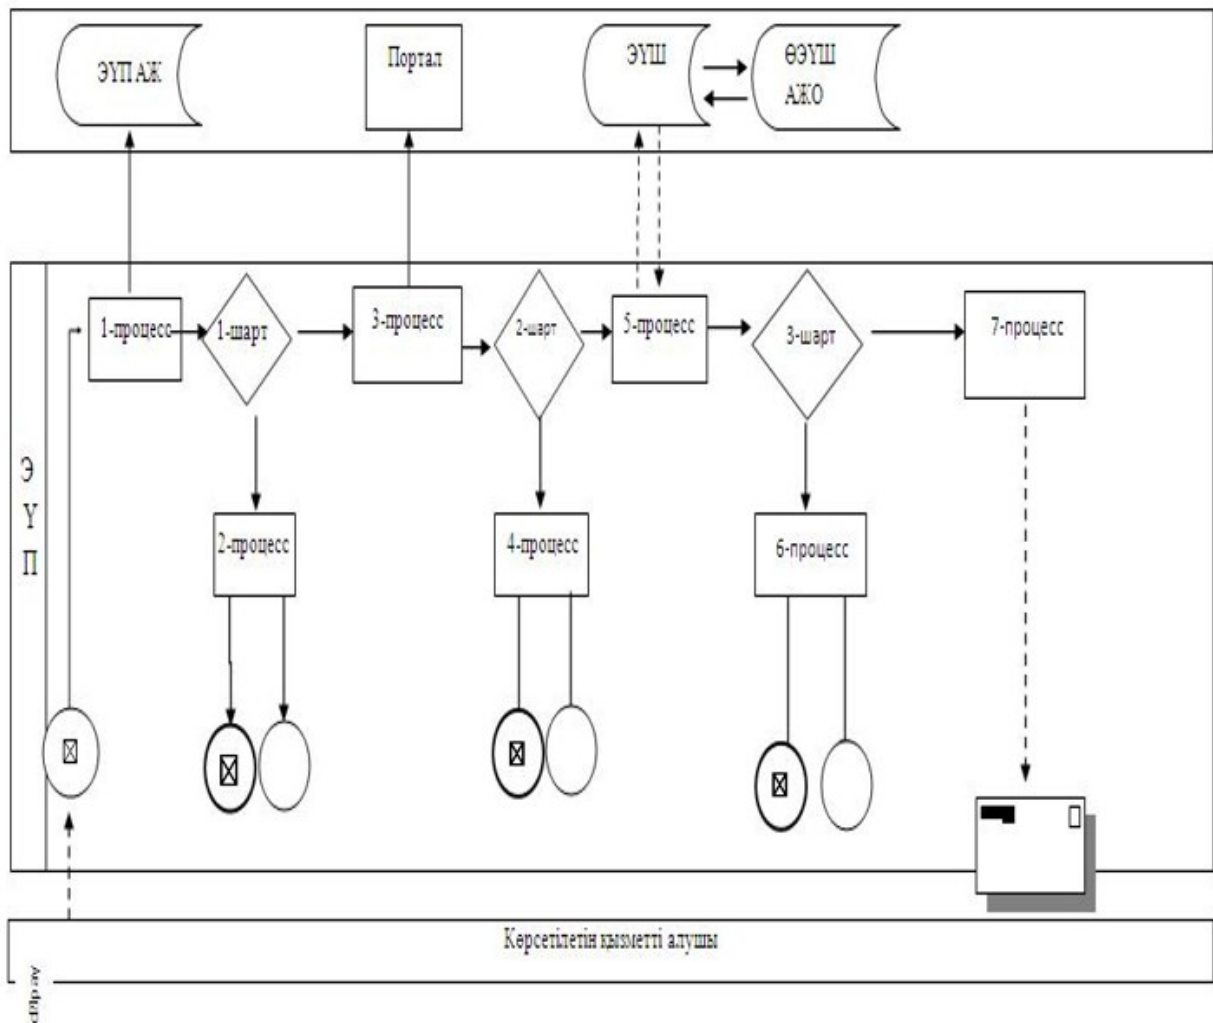 ЭҮП АЖ
Портал
ЭҮШ
ӨЭҮШ
АЖО
1-процесс
1-шарт
3-процесс
2-шарт
5-процесс
3-шарт
7-процесс
Э
Ү
П
2-процесс
4-процесс
6-процесс
Көрсетілетін қызметті алушы